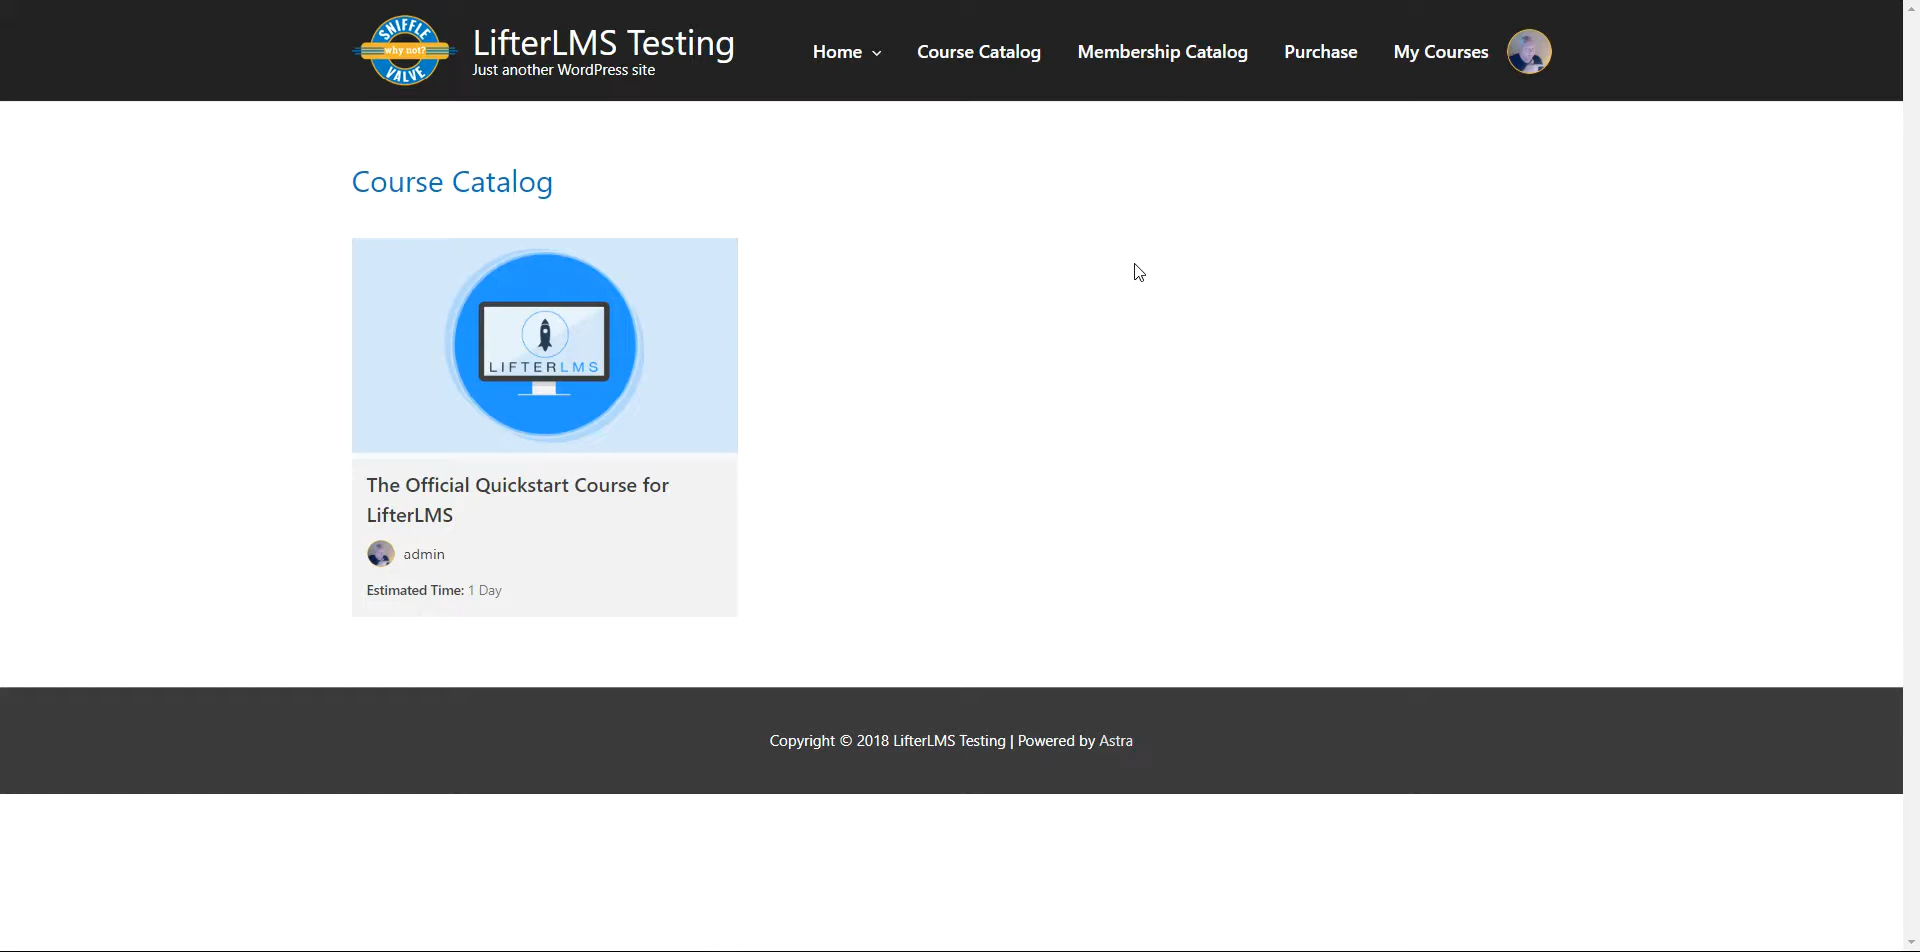 SNIFFLE
why not?
VALVE
LifterLMS Testing
Just another WordPress site
Home
Course Catalog
Membership Catalog
Purchase
My Courses
Course Catalog
LIFTERLMS
The Official Quickstart Course for
LifterLMS
admin
Estimated Time: 1 Day
Copyright © 2018 LifterLMS Testing | Powered by Astra